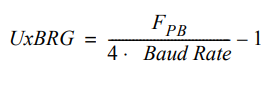 UxBRG = F_PB / (4 · Baud Rate) − 1